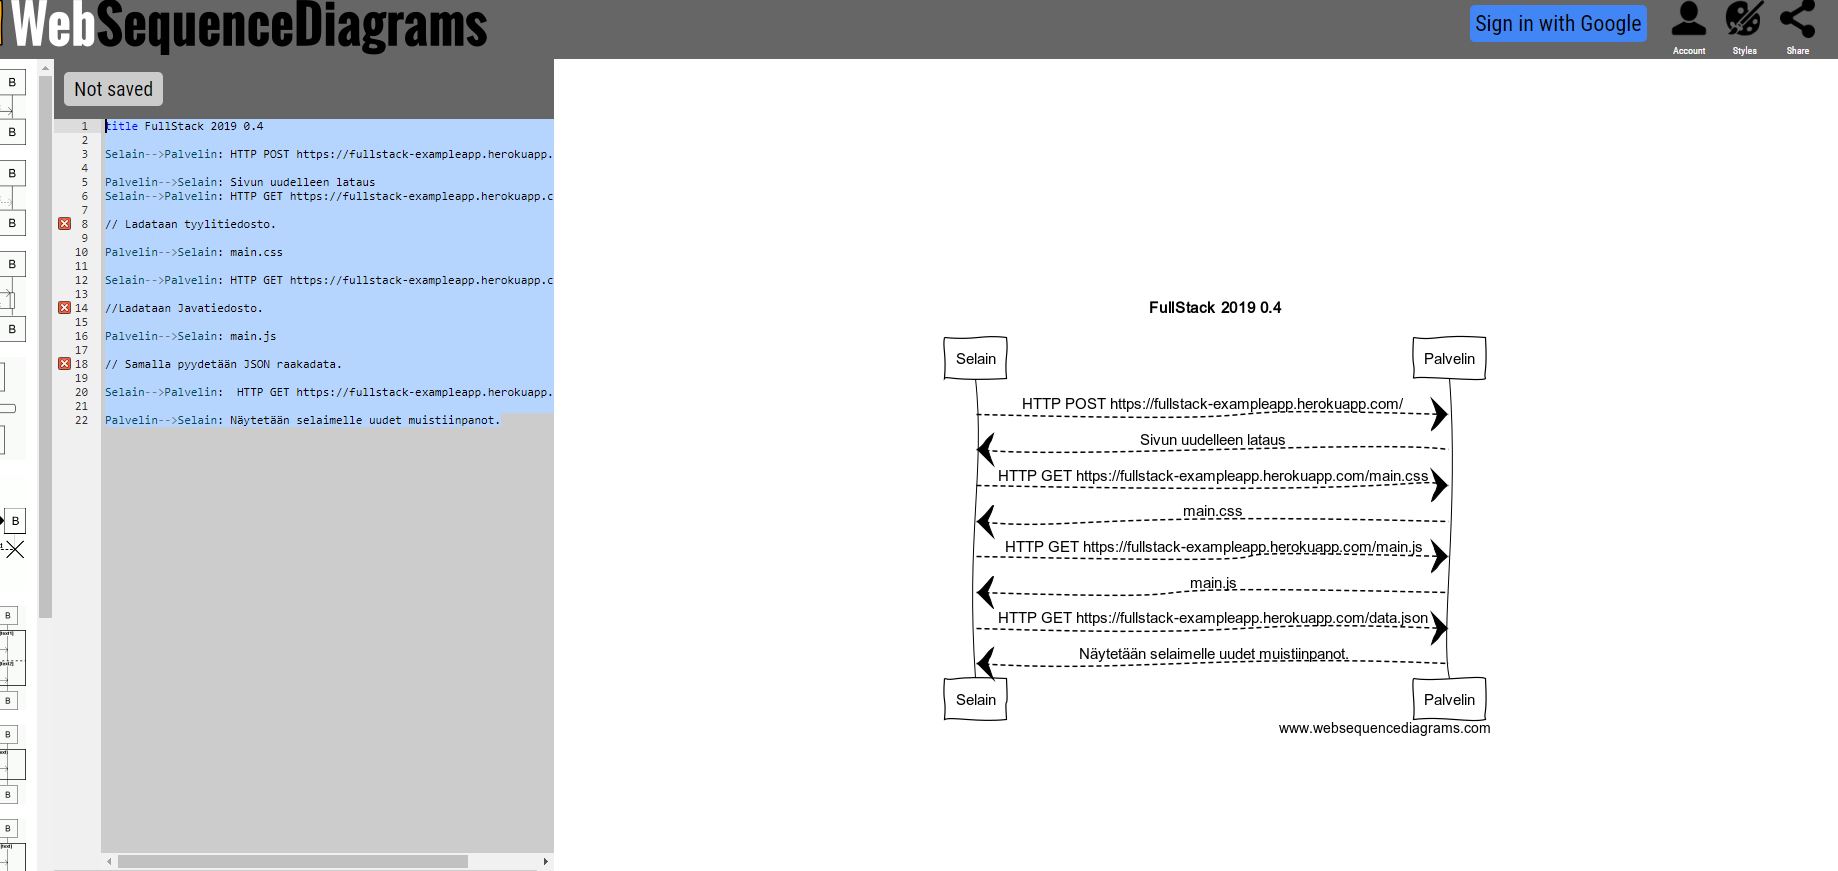 WebSequenceDiagrams
Sign in with Google
Account
Styles
Share
Not saved
1 title FullStack 2019 0.4
2
3 Selain-->Palvelin: HTTP POST https://fullstack-exampleapp.herokuapp.
4
5 Palvelin-->Selain: Sivun uudelleen lataus
6 Selain-->Palvelin: HTTP GET https://fullstack-exampleapp.herokuapp.c
7
8 // Ladataan tyylitiedosto.
9
10 Palvelin-->Selain: main.css
11
12 Selain-->Palvelin: HTTP GET https://fullstack-exampleapp.herokuapp.c
13
14 //Ladataan Javatiedosto.
15
16 Palvelin-->Selain: main.js
17
18 // Samalla pyydetään JSON raakadata.
19
20 Selain-->Palvelin:  HTTP GET https://fullstack-exampleapp.herokuapp.
21
22 Palvelin-->Selain: Näytetään selaimelle uudet muistiinpanot.
B
B
B
B
B
B
B
B
B
B
B
B
FullStack 2019 0.4
Selain
Palvelin
HTTP POST https://fullstack-exampleapp.herokuapp.com/
Sivun uudelleen lataus
HTTP GET https://fullstack-exampleapp.herokuapp.com/main.css
main.css
HTTP GET https://fullstack-exampleapp.herokuapp.com/main.js
main.js
HTTP GET https://fullstack-exampleapp.herokuapp.com/data.json
Näytetään selaimelle uudet muistiinpanot.
Selain
Palvelin
www.websequencediagrams.com